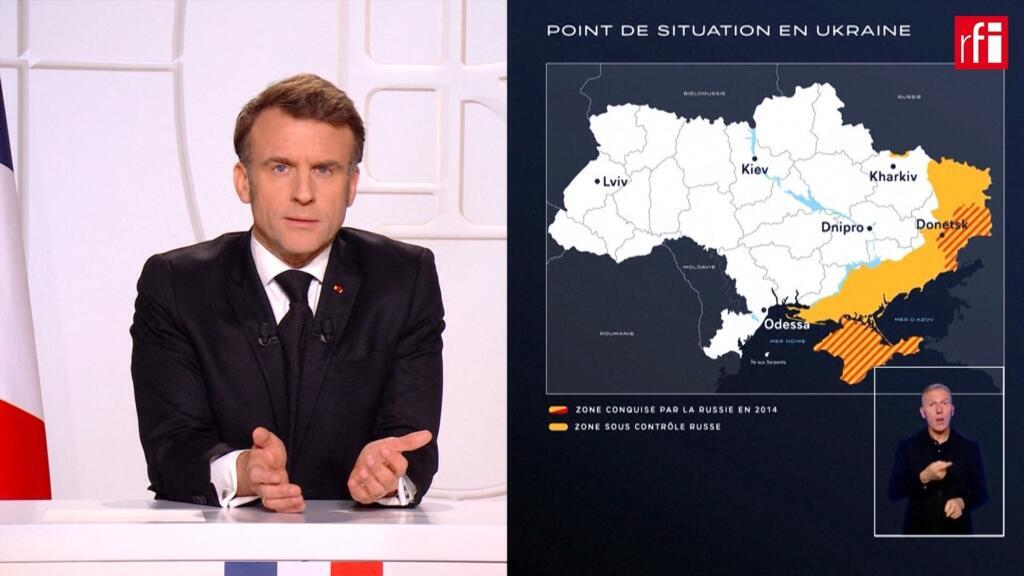 POINT DE SITUATION EN UKRAINE
rfi
BIÉLORUSSIE
RUSSIE
Kiev
Kharkiv
Lviv
Dnipro
Donetsk
MOLDAVIE
Odessa
MER D'AZOV
ROUMANIE
MER NOIRE
Île aux Serpents
ZONE CONQUISE PAR LA RUSSIE EN 2014
ZONE SOUS CONTRÔLE RUSSE